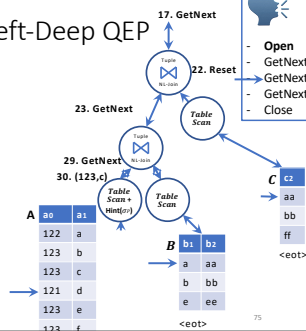 eft-Deep QEP
17. GetNext
- Open
- GetNext
- GetNext
- GetNext
- Close
Tuple
NL-Join
22. Reset
23. GetNext
Table
Scan
Tuple
NL-Join
29. GetNext
30. (123,c)
Table
Scan +
Table
Scan
C
c2
aa
bb
ff
<eot>
A
a0 a1
122 a
123 b
123 c
121 d
123 e
123 f
B
b1 b2
a aa
b bb
e ee
<eot>
75